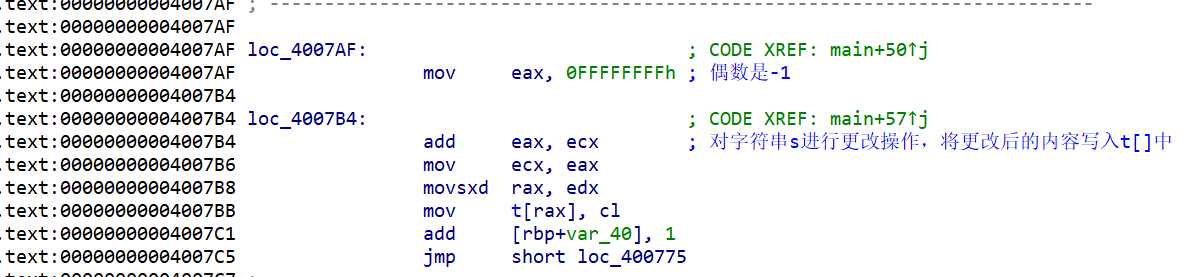 .text:00000000004007AF ; ---------------------------------------------------------------------------
.text:00000000004007AF
.text:00000000004007AF loc_4007AF: ; CODE XREF: main+50↑j
.text:00000000004007AF mov eax, 0FFFFFFFFh ; 偶数是-1
.text:00000000004007B4
.text:00000000004007B4 loc_4007B4: ; CODE XREF: main+57↑j
.text:00000000004007B4 add eax, ecx ; 对字符串s进行更改操作，将更改后的内容写入t[]中
.text:00000000004007B6 mov ecx, eax
.text:00000000004007B8 movsxd rax, edx
.text:00000000004007BB mov t[rax], cl
.text:00000000004007C1 add [rbp+var_40], 1
.text:00000000004007C5 jmp short loc_400775
.text:00000000004007C7 ;